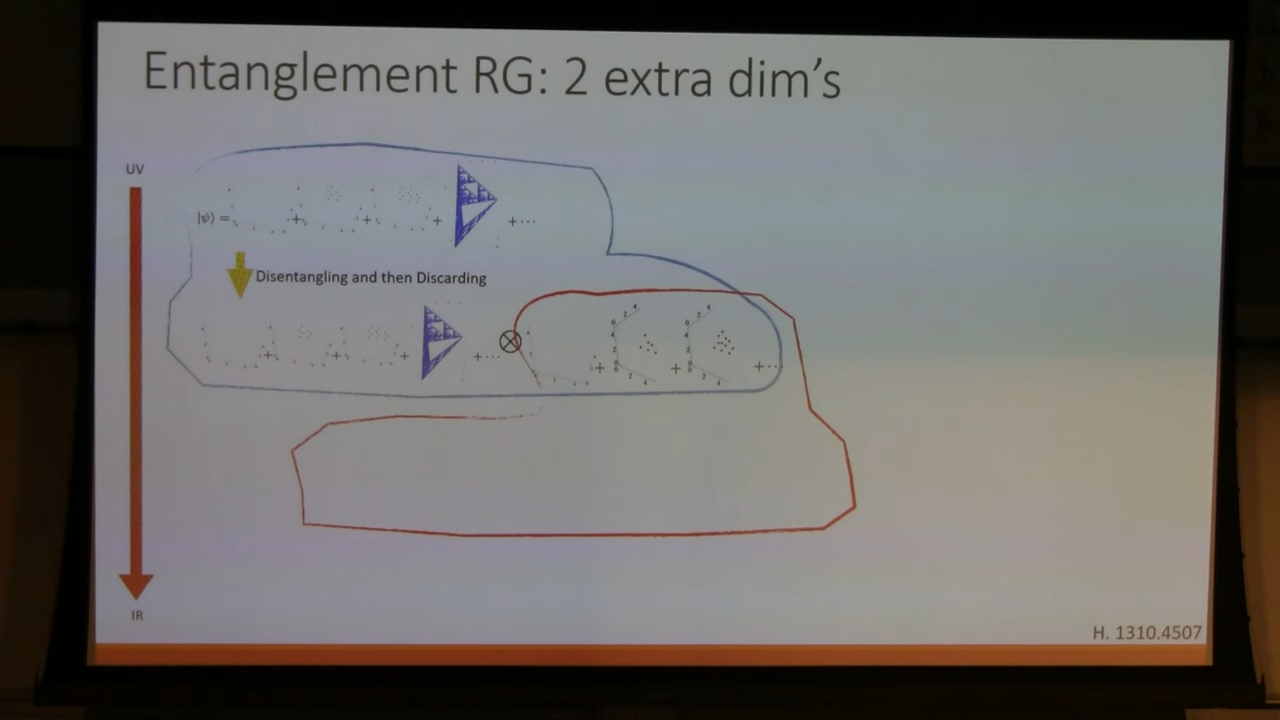 Entanglement RG: 2 extra dim's
UV
|ψ⟩ = + + + +⋯
Disentangling and then Discarding
+ + + +⋯ ⊗ + + +⋯
IR
H. 1310.4507